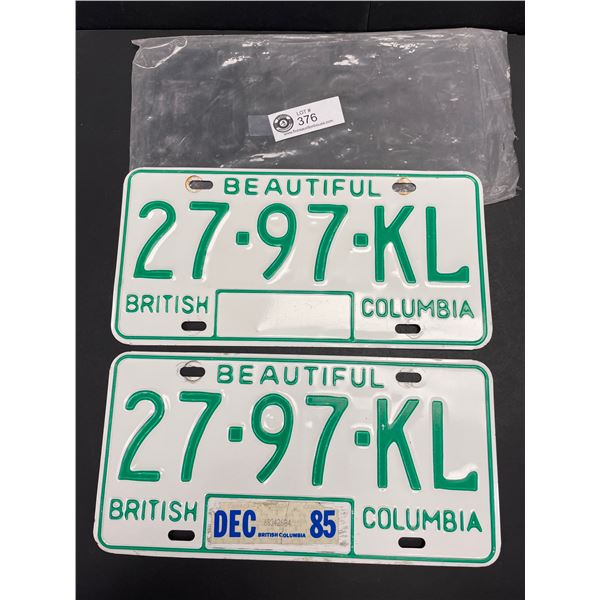 LOT #
376
BEAUTIFUL
27·97·KL
BRITISH COLUMBIA
BEAUTIFUL
27·97·KL
BRITISH DEC 85 COLUMBIA
BRITISH COLUMBIA